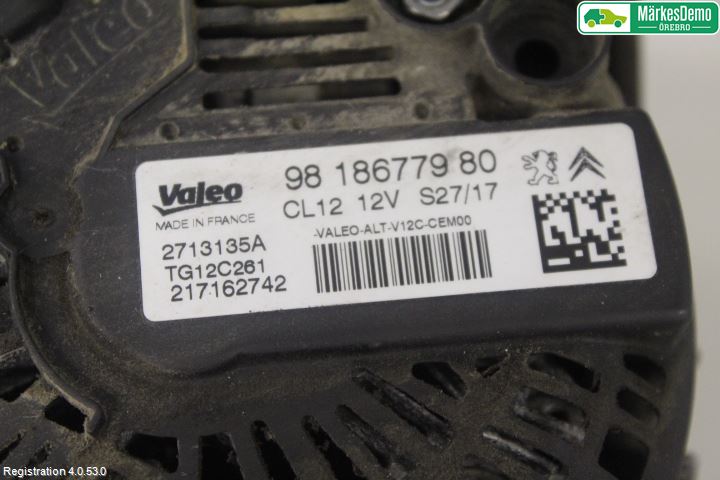 MärkesDemo
ÖREBRO
Valeo
Valeo
MADE IN FRANCE
98 186779 80
CL12 12V S27/17
-VALEO-ALT-V12C-CEM00
2713135A
TG12C261
217162742
Registration 4.0.53.0